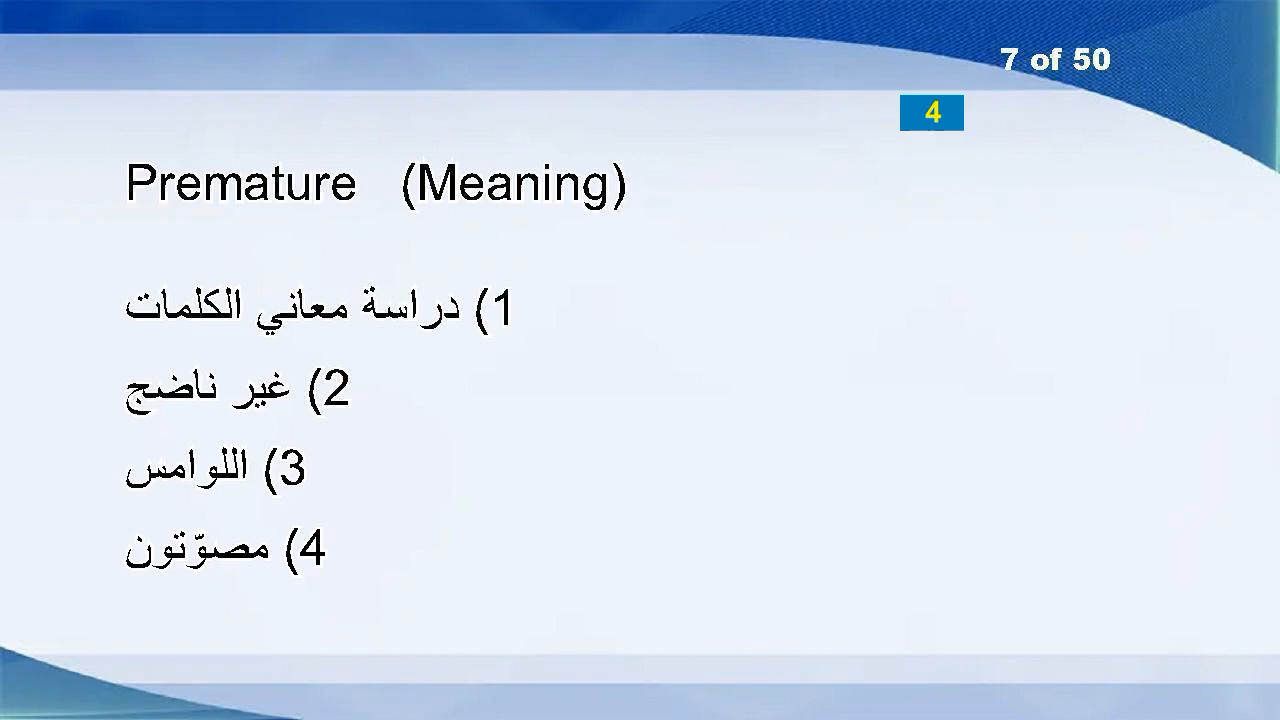 7 of 50
4
Premature (Meaning)
1) دراسة معاني الكلمات
2) غير ناضج
3) اللوامس
4) مصوّتون